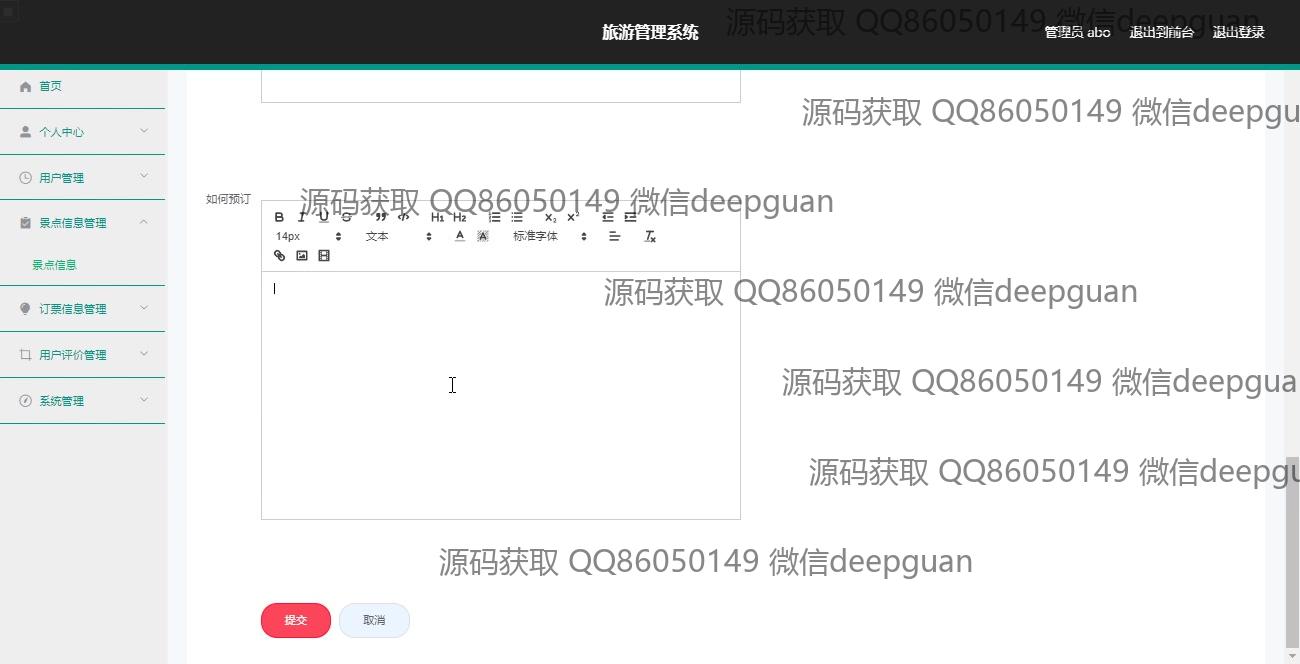 旅游管理系统
源码获取 QQ86050149 微信deepguan
管理员 abo 退出到前台 退出登录
首页
源码获取 QQ86050149 微信deepgu
个人中心
用户管理
如何预订
源码获取 QQ86050149 微信deepguan
B I U S H1 H2 X2 X2
景点信息管理
14px 文本 A A 标准字体 Tx
景点信息
源码获取 QQ86050149 微信deepguan
订票信息管理
用户评价管理
源码获取 QQ86050149 微信deepgua
系统管理
源码获取 QQ86050149 微信deepgu
源码获取 QQ86050149 微信deepguan
提交 取消